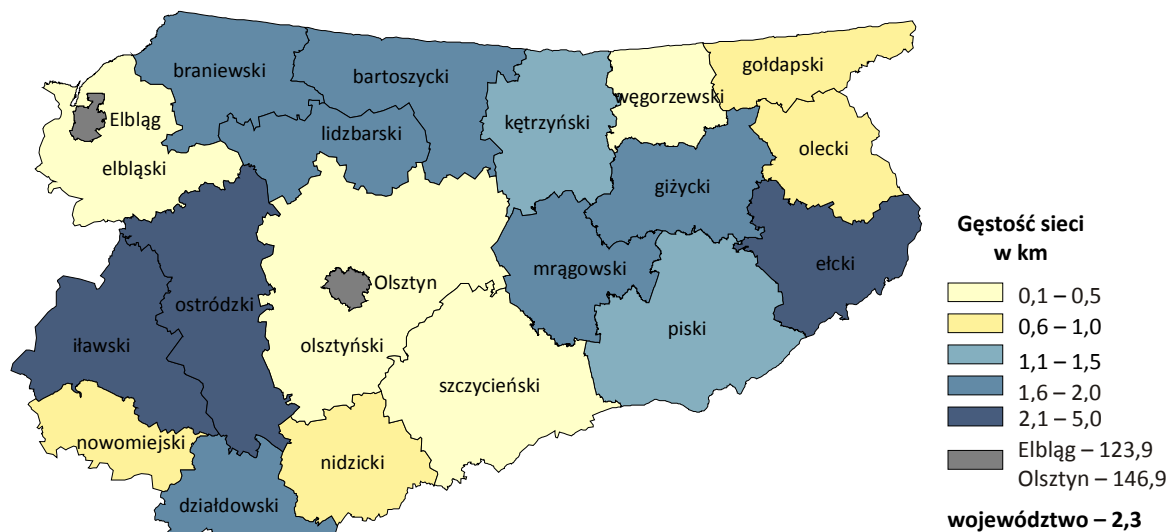 braniewski
bartoszycki
gołdapski
węgorzewski
Elbląg
kętrzyński
lidzbarski
olecki
elbląski
giżycki
ełcki
mrągowski
Olsztyn
ostródzki
piski
iławski
olsztyński
szczycieński
nowomiejski
nidzicki
działdowski
Gęstość sieci
w km
0,1 – 0,5
0,6 – 1,0
1,1 – 1,5
1,6 – 2,0
2,1 – 5,0
Elbląg – 123,9
Olsztyn – 146,9
województwo – 2,3